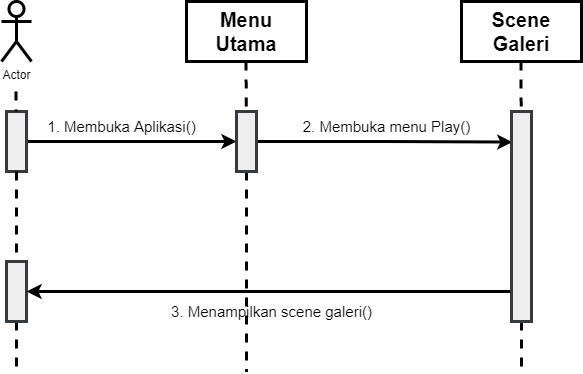 Menu
Utama
Scene
Galeri
Actor
1. Membuka Aplikasi()
2. Membuka menu Play()
3. Menampilkan scene galeri()